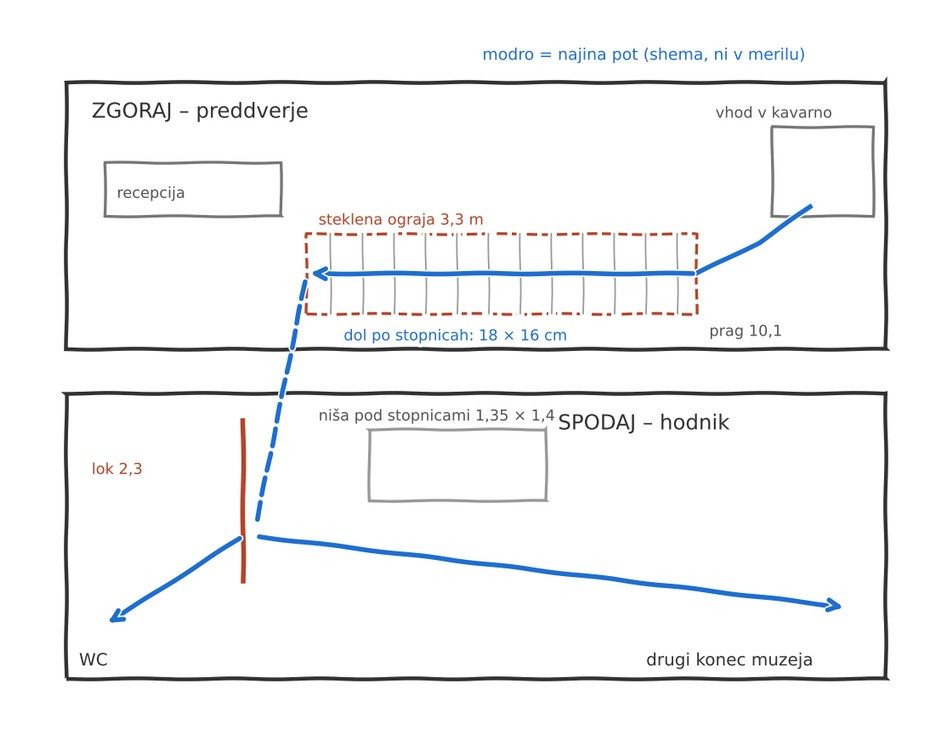 modro = najina pot (shema, ni v merilu)
ZGORAJ – preddverje
vhod v kavarno
recepcija
steklena ograja 3,3 m
dol po stopnicah: 18 × 16 cm
prag 10,1
niša pod stopnicami 1,35 × 1,4
SPODAJ – hodnik
lok 2,3
WC
drugi konec muzeja